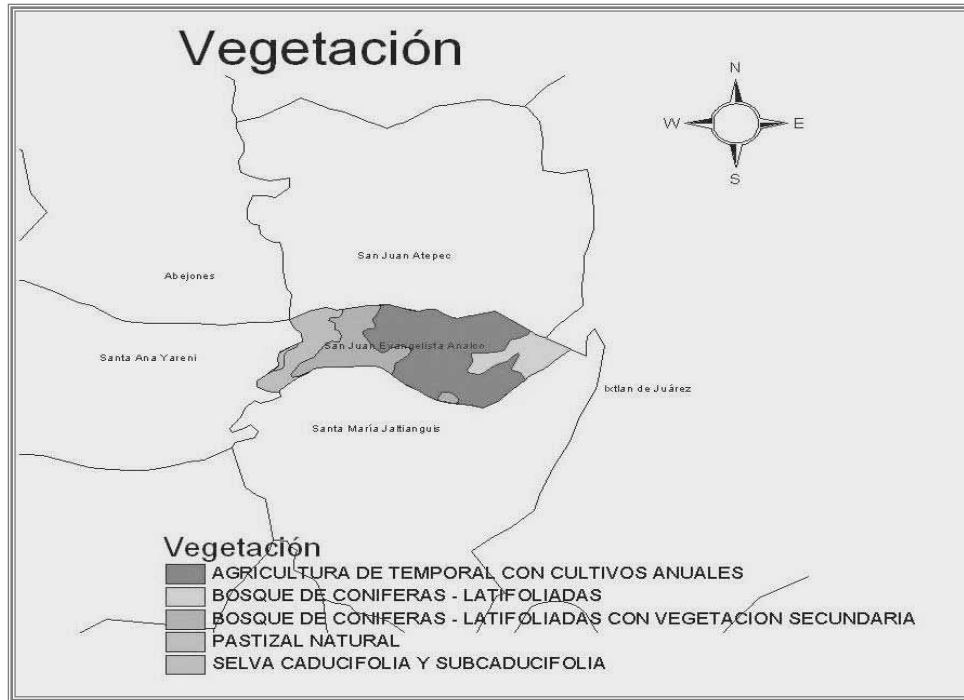 Vegetación
N
W E
S
San Juan Atepec
Abejones
San Juan Evangelista Analco
Santa Ana Yareni
Ixtlan de Juárez
Santa María Jaltianguis
Vegetación
AGRICULTURA DE TEMPORAL CON CULTIVOS ANUALES
BOSQUE DE CONIFERAS - LATIFOLIADAS
BOSQUE DE CONIFERAS - LATIFOLIADAS CON VEGETACION SECUNDARIA
PASTIZAL NATURAL
SELVA CADUCIFOLIA Y SUBCADUCIFOLIA